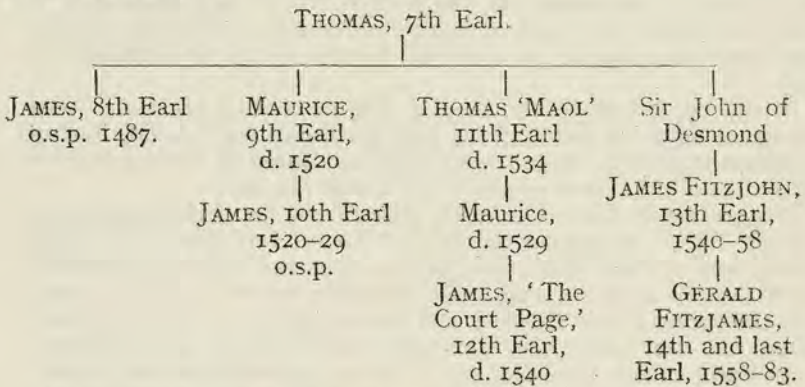 THOMAS, 7th Earl.
JAMES, 8th Earl
o.s.p. 1487.
MAURICE,
9th Earl,
d. 1520
JAMES, 10th Earl
1520–29
o.s.p.
THOMAS 'MAOL'
11th Earl
d. 1534
Maurice,
d. 1529
JAMES, 'The
Court Page,'
12th Earl,
d. 1540
Sir John of
Desmond
JAMES FITZJOHN,
13th Earl,
1540–58
GERALD
FITZJAMES,
14th and last
Earl, 1558–83.